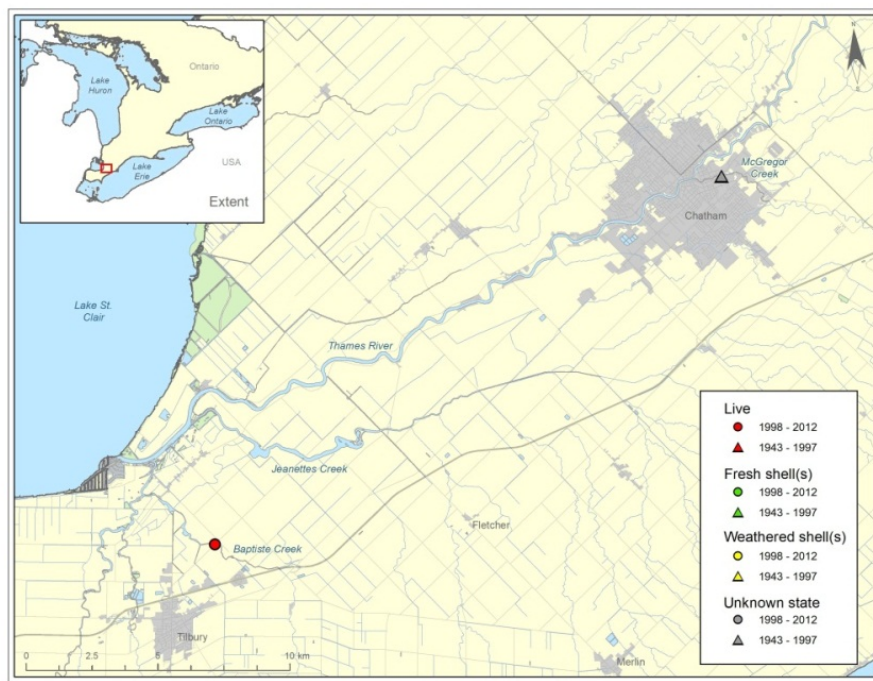 Lake
Huron
Ontario
Lake
Ontario
USA
Lake
Erie
Extent
N
McGregor
Creek
Chatham
Lake St.
Clair
Thames River
Jeanettes Creek
Fletcher
Baptiste Creek
Tilbury
Merlin
0 2.5 5 10 km
Live
1998 - 2012
1943 - 1997
Fresh shell(s)
1998 - 2012
1943 - 1997
Weathered shell(s)
1998 - 2012
1943 - 1997
Unknown state
1998 - 2012
1943 - 1997